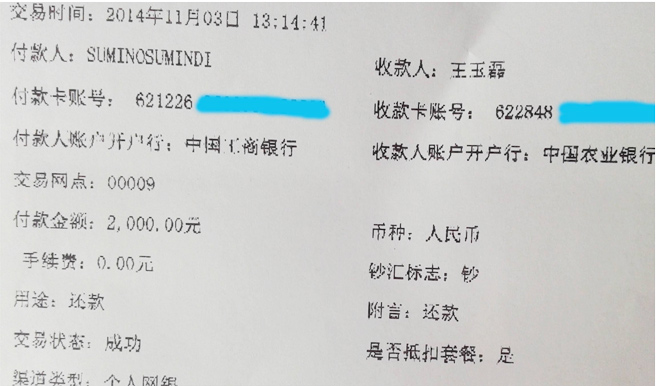 交易时间：2014年11月03日 13:14:41
付款人：SUMINOSUMINDI
收款人：王玉磊
付款卡账号：621226
收款卡账号：622848
付款人账户开户行：中国工商银行
收款人账户开户行：中国农业银行
交易网点：00009
付款金额：2,000.00元
币种：人民币
手续费：0.00元
钞汇标志：钞
用途：还款
附言：还款
交易状态：成功
是否抵扣套餐：是
渠道类型：个人网银